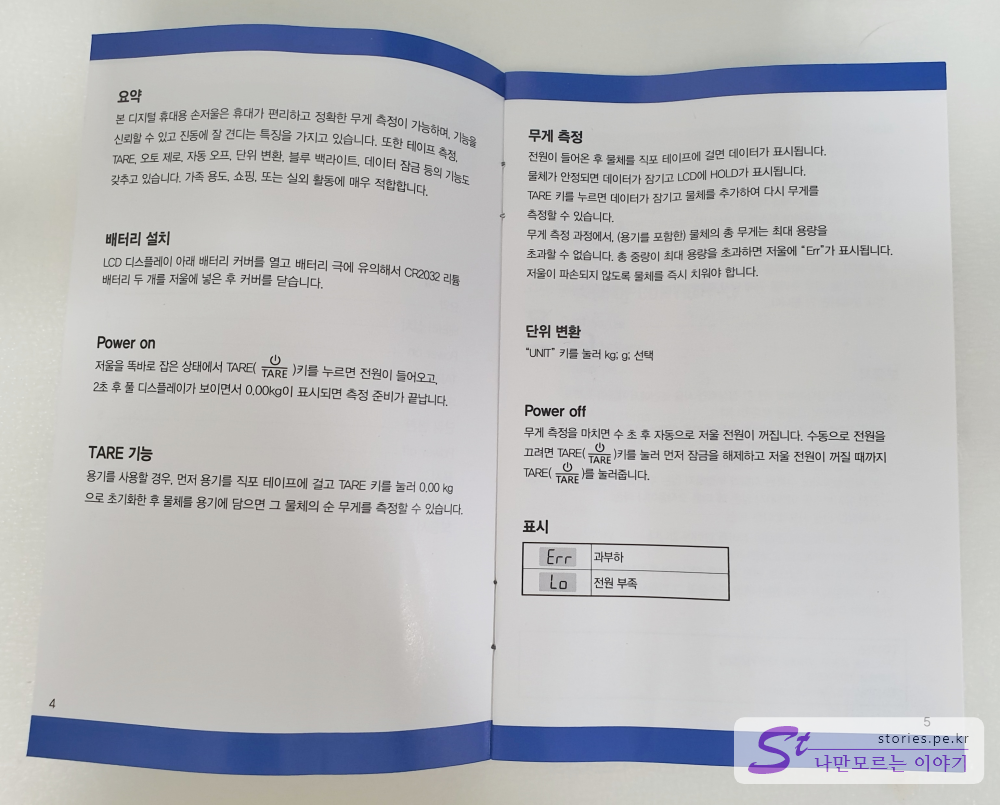 요약
본 디지털 휴대용 손저울은 휴대가 편리하고 정확한 무게 측정이 가능하며, 기능을
신뢰할 수 있고 진동에 잘 견디는 특징을 가지고 있습니다. 또한 테이프 측정,
TARE, 오토 제로, 자동 오프, 단위 변환, 블루 백라이트, 데이터 잠금 등의 기능도
갖추고 있습니다. 가족 용도, 쇼핑, 또는 실외 활동에 매우 적합합니다.
배터리 설치
LCD 디스플레이 아래 배터리 커버를 열고 배터리 극에 유의해서 CR2032 리튬
배터리 두 개를 저울에 넣은 후 커버를 닫습니다.
Power on
저울을 똑바로 잡은 상태에서 TARE( TARE )키를 누르면 전원이 들어오고,
2초 후 풀 디스플레이가 보이면서 0.00kg이 표시되면 측정 준비가 끝납니다.
TARE 기능
용기를 사용할 경우, 먼저 용기를 직포 테이프에 걸고 TARE 키를 눌러 0.00 kg
으로 초기화한 후 물체를 용기에 담으면 그 물체의 순 무게를 측정할 수 있습니다.
4
무게 측정
전원이 들어온 후 물체를 직포 테이프에 걸면 데이터가 표시됩니다.
물체가 안정되면 데이터가 잠기고 LCD에 HOLD가 표시됩니다.
TARE 키를 누르면 데이터가 잠기고 물체를 추가하여 다시 무게를
측정할 수 있습니다.
무게 측정 과정에서, (용기를 포함한) 물체의 총 무게는 최대 용량을
초과할 수 없습니다. 총 중량이 최대 용량을 초과하면 저울에 "Err"가 표시됩니다.
저울이 파손되지 않도록 물체를 즉시 치워야 합니다.
단위 변환
"UNIT" 키를 눌러 kg; g; 선택
Power off
무게 측정을 마치면 수 초 후 자동으로 저울 전원이 꺼집니다. 수동으로 전원을
끄려면 TARE( TARE )키를 눌러 먼저 잠금을 해제하고 저울 전원이 꺼질 때까지
TARE( TARE )를 눌러줍니다.
표시
Err 과부하
Lo 전원 부족
5
St stories.pe.kr
나만모르는 이야기